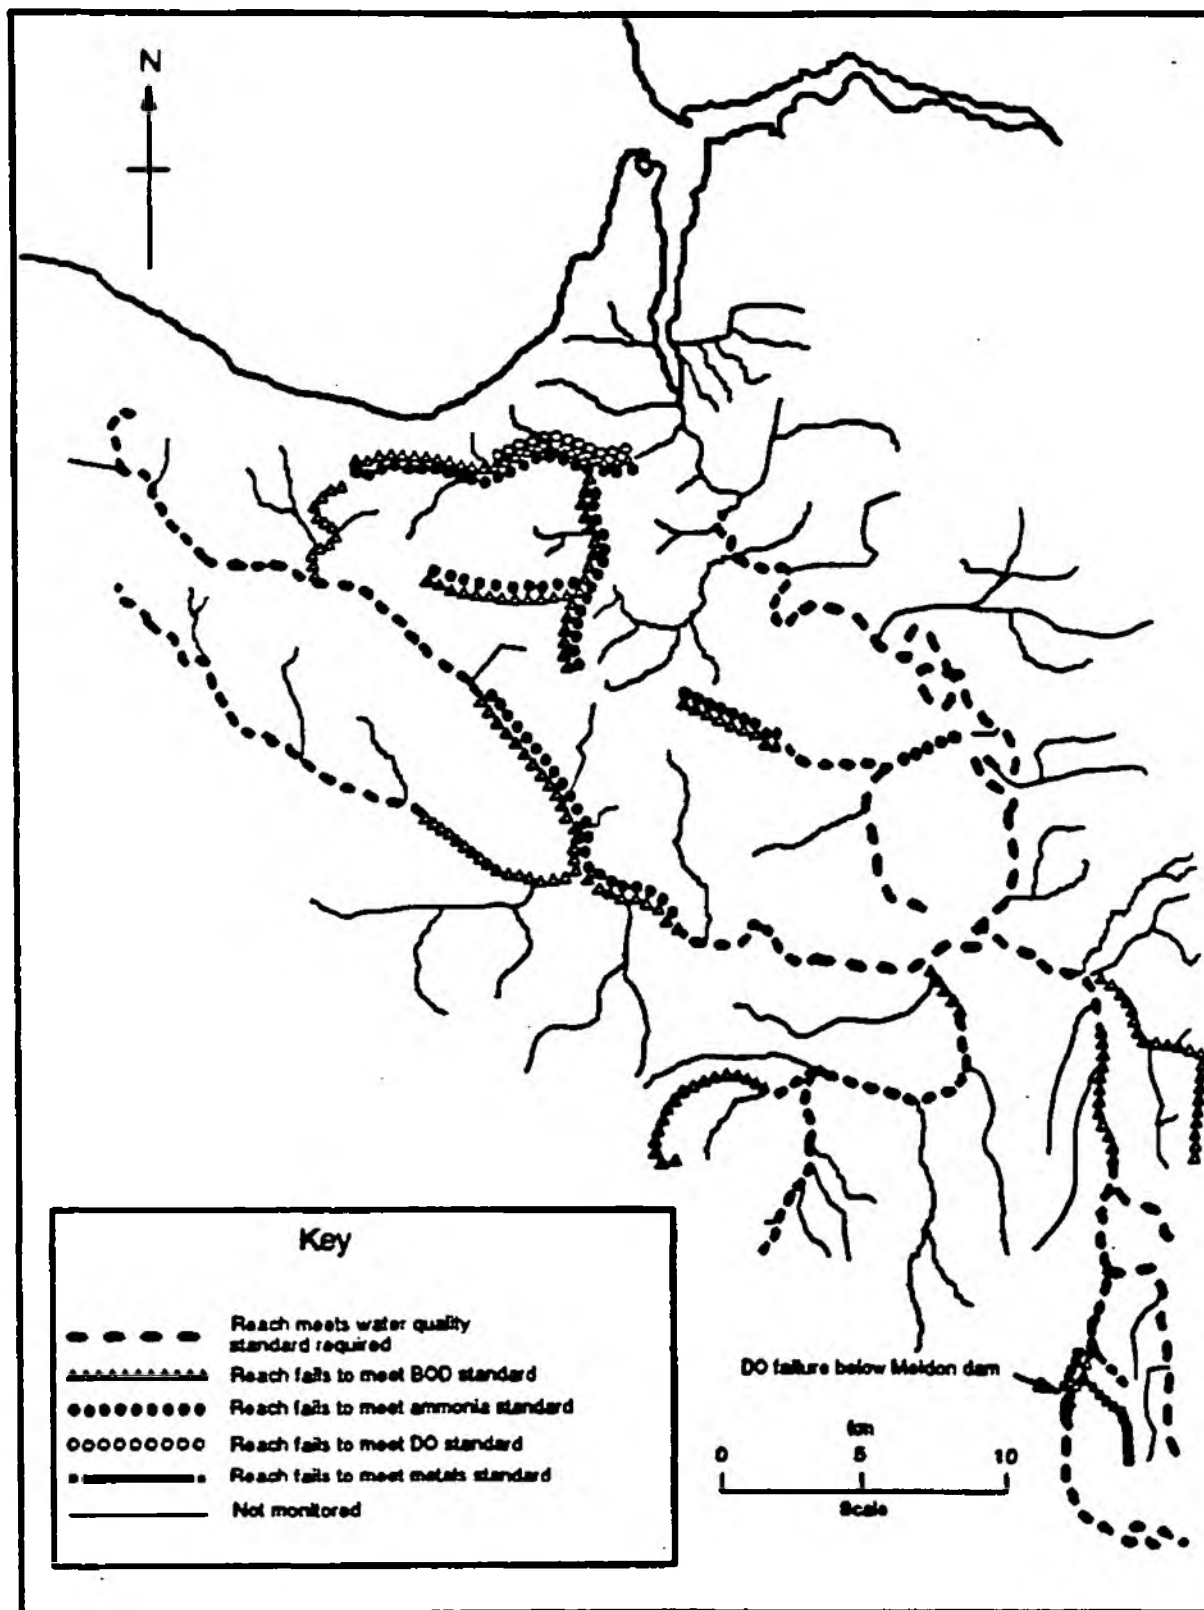 N
Key
Reach meets water quality
standard required
Reach fails to meet BOD standard
Reach fails to meet ammonia standard
Reach fails to meet DO standard
Reach fails to meet metals standard
Not monitored
DO failure below Meldon dam
km
0 5 10
Scale